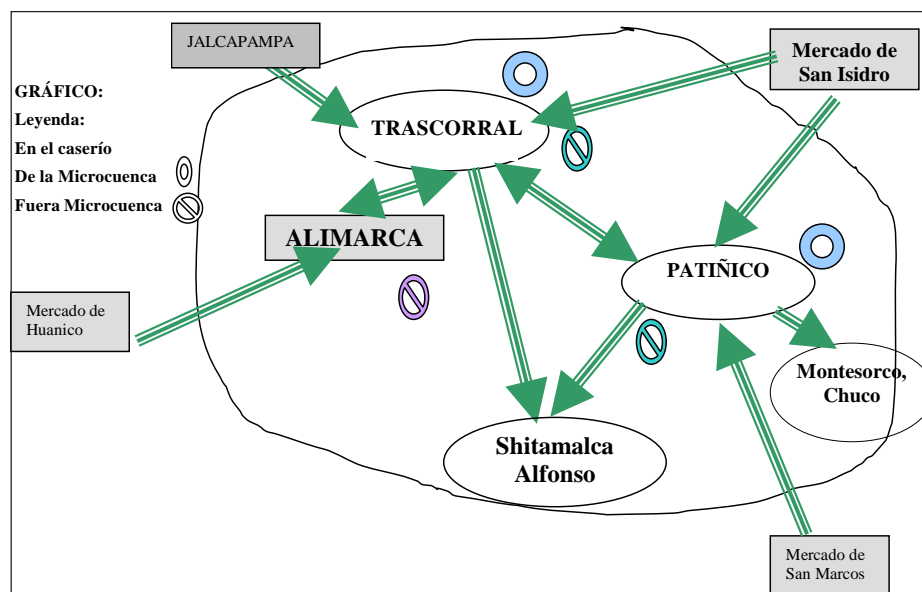 JALCAPAMPA
Mercado de
San Isidro
GRÁFICO:
Leyenda:
En el caserío
De la Microcuenca
Fuera Microcuenca
TRASCORRAL
ALIMARCA
PATIÑICO
Mercado de
Huanico
Montesorco,
Chuco
Shitamalca
Alfonso
Mercado de
San Marcos